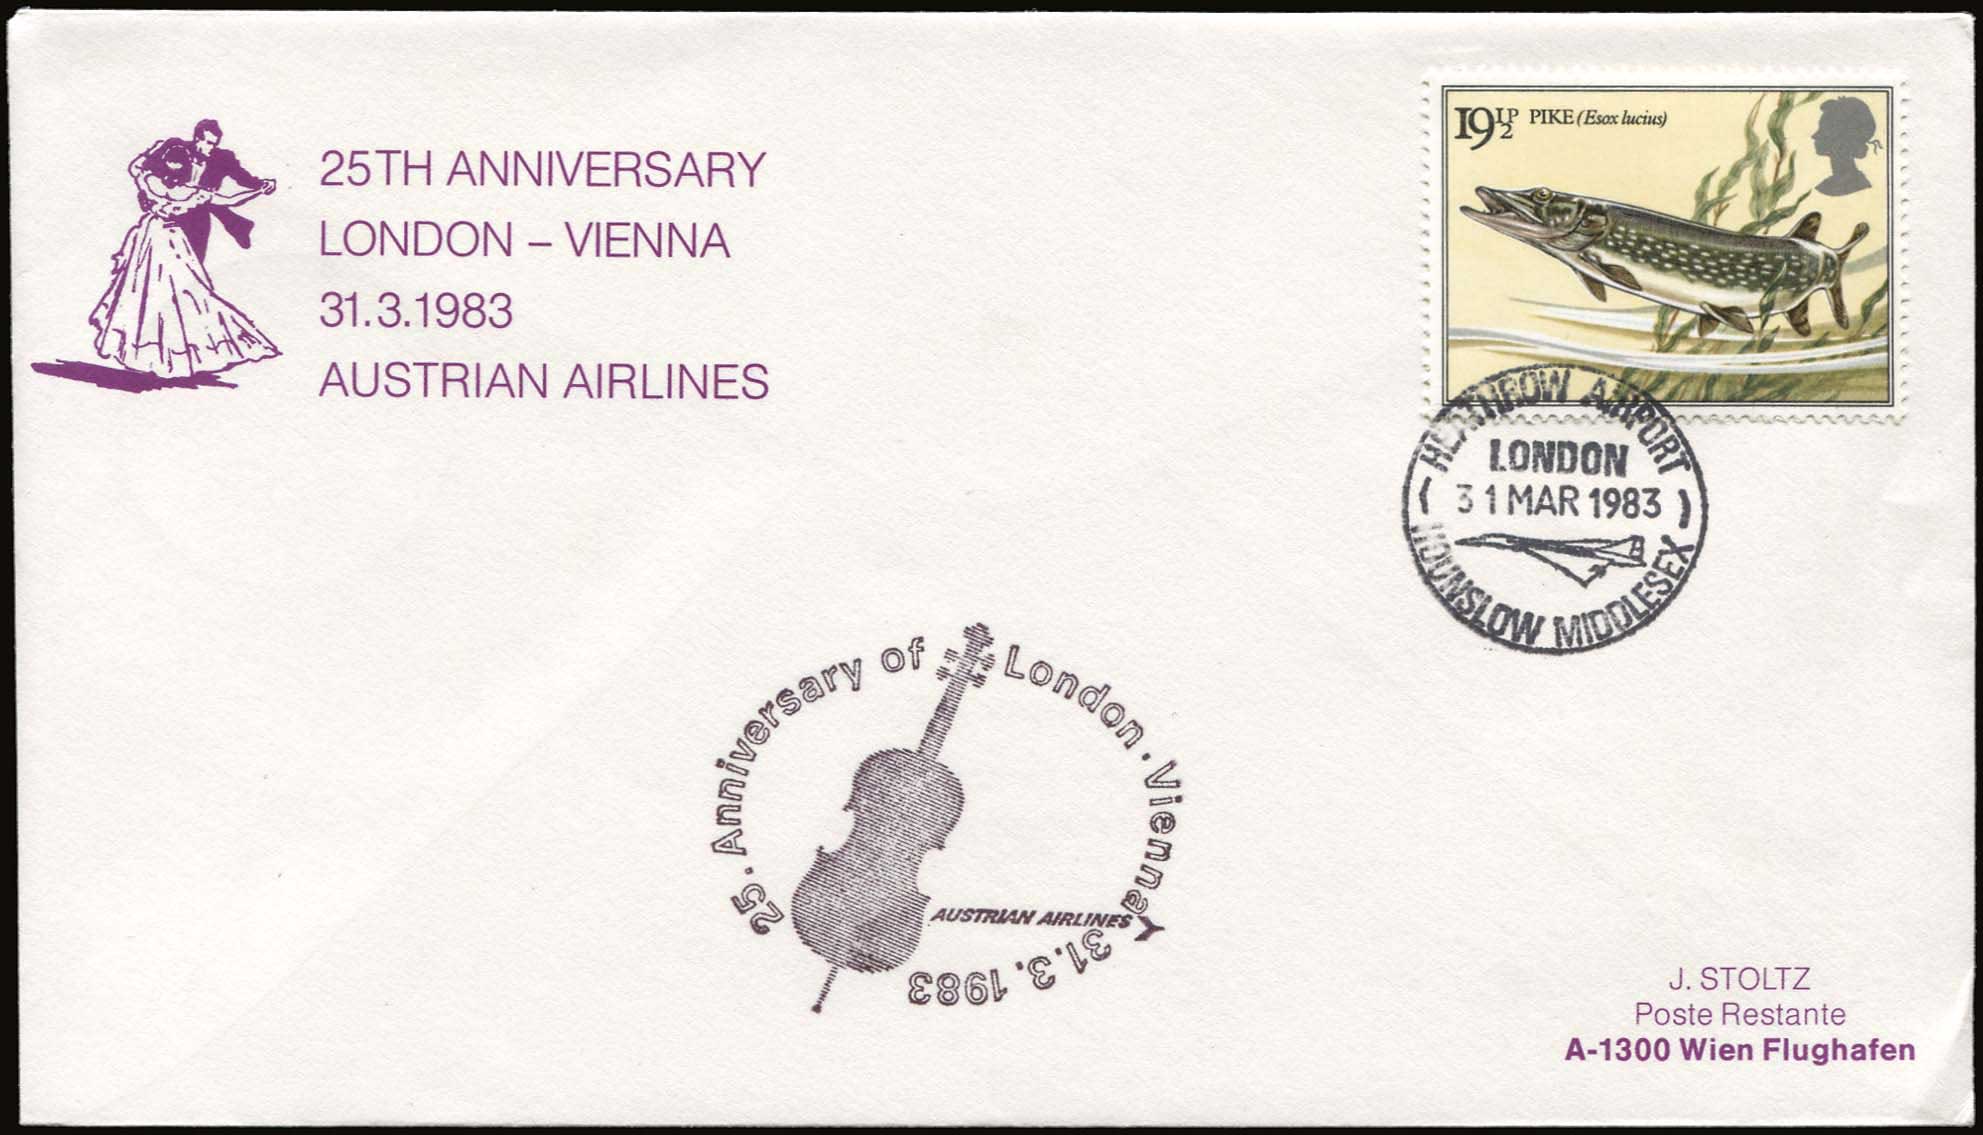 25TH ANNIVERSARY
LONDON – VIENNA
31.3.1983
AUSTRIAN AIRLINES
19½P PIKE (Esox lucius)
HEATHROW AIRPORT
LONDON
31 MAR 1983
HOUNSLOW MIDDLESEX
25. Anniversary of London · Vienna
AUSTRIAN AIRLINES
31.3.1983
J. STOLTZ
Poste Restante
A-1300 Wien Flughafen